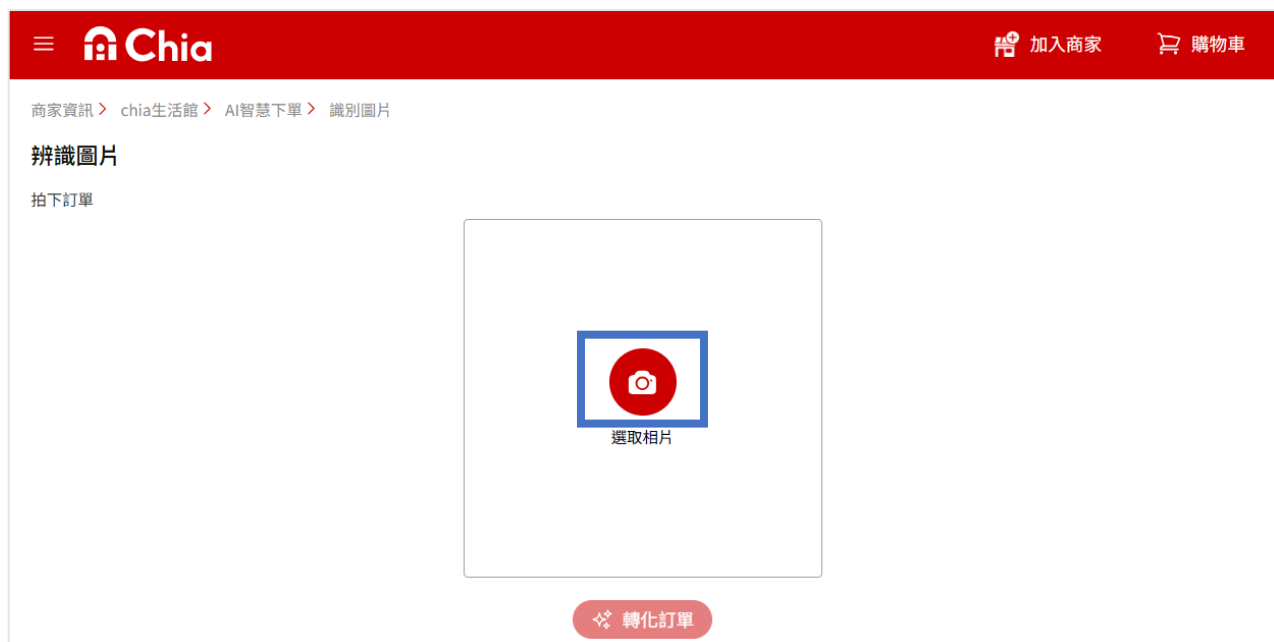 Chia
加入商家
購物車
商家資訊 > chia生活館 > AI智慧下單 > 識別圖片
辨識圖片
拍下訂單
選取相片
轉化訂單